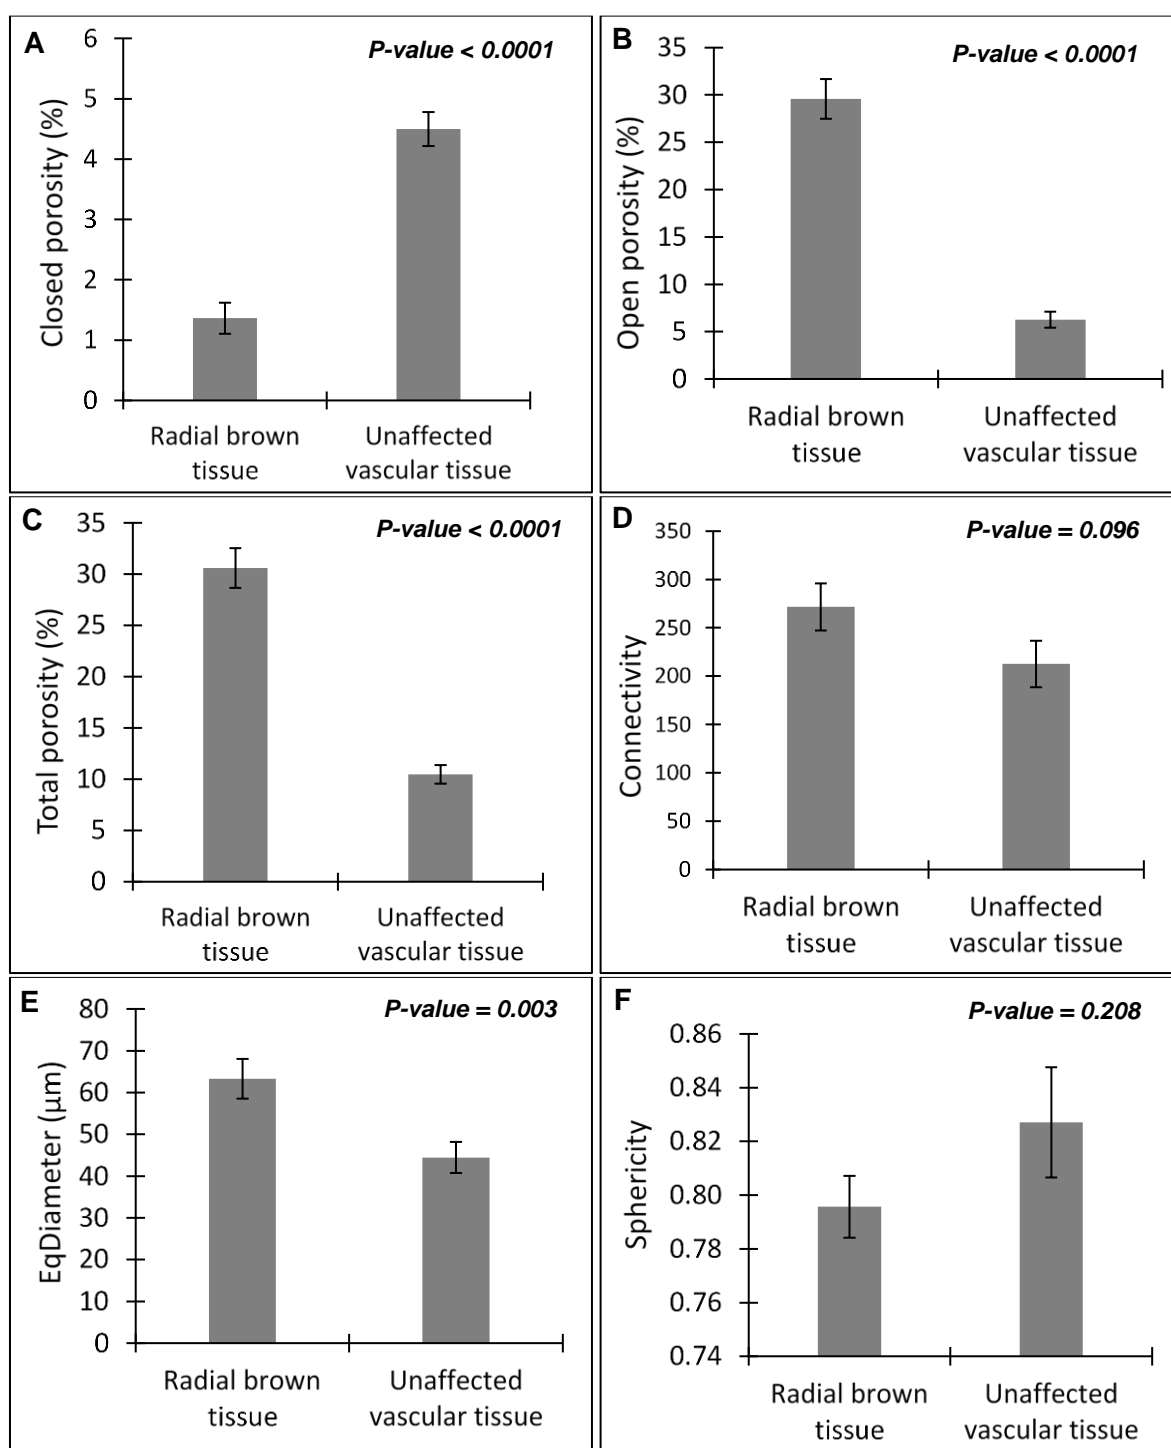 A
P-value < 0.0001
Closed porosity (%)
6
5
4
3
2
1
0
Radial brown
tissue
Unaffected
vascular tissue
B
P-value < 0.0001
Open porosity (%)
35
30
25
20
15
10
5
0
Radial brown
tissue
Unaffected
vascular tissue
C
P-value < 0.0001
Total porosity (%)
35
30
25
20
15
10
5
0
Radial brown
tissue
Unaffected
vascular tissue
D
P-value = 0.096
Connectivity
350
300
250
200
150
100
50
0
Radial brown
tissue
Unaffected
vascular tissue
E
P-value = 0.003
EqDiameter (µm)
80
70
60
50
40
30
20
10
0
Radial brown
tissue
Unaffected
vascular tissue
F
P-value = 0.208
Sphericity
0.86
0.84
0.82
0.80
0.78
0.76
0.74
Radial brown
tissue
Unaffected
vascular tissue